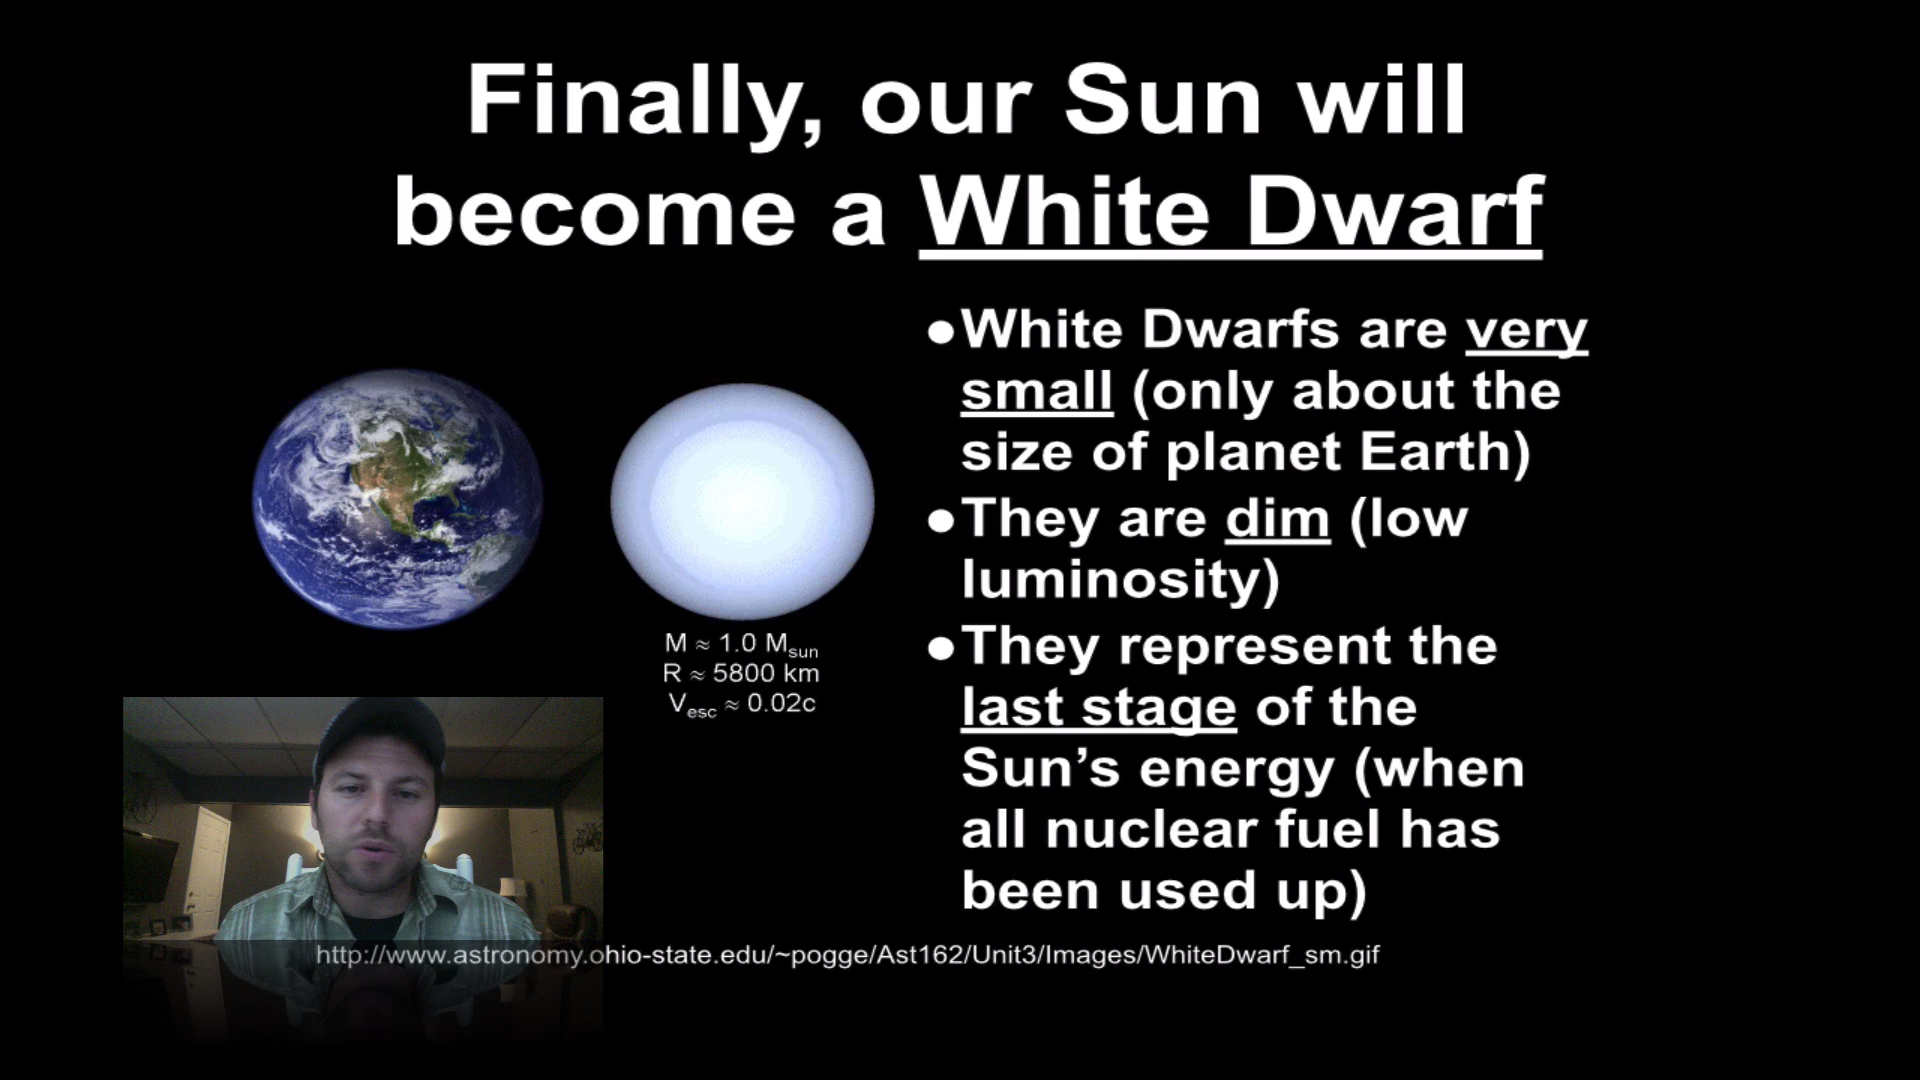 Finally, our Sun will
become a White Dwarf
●White Dwarfs are very
small (only about the
size of planet Earth)
●They are dim (low
luminosity)
●They represent the
last stage of the
Sun’s energy (when
all nuclear fuel has
been used up)
M ≈ 1.0 Msun
R ≈ 5800 km
Vesc ≈ 0.02c
http://www.astronomy.ohio-state.edu/~pogge/Ast162/Unit3/Images/WhiteDwarf_sm.gif